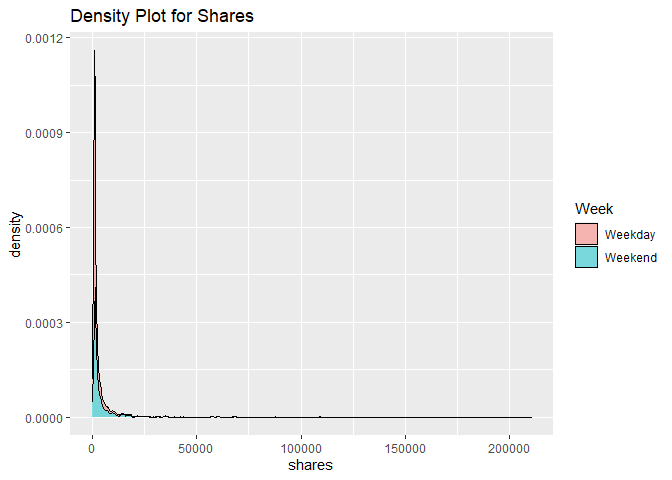 Density Plot for Shares
0.0012
0.0009
0.0006
0.0003
0.0000
density
0
50000
100000
150000
200000
shares
Week
Weekday
Weekend